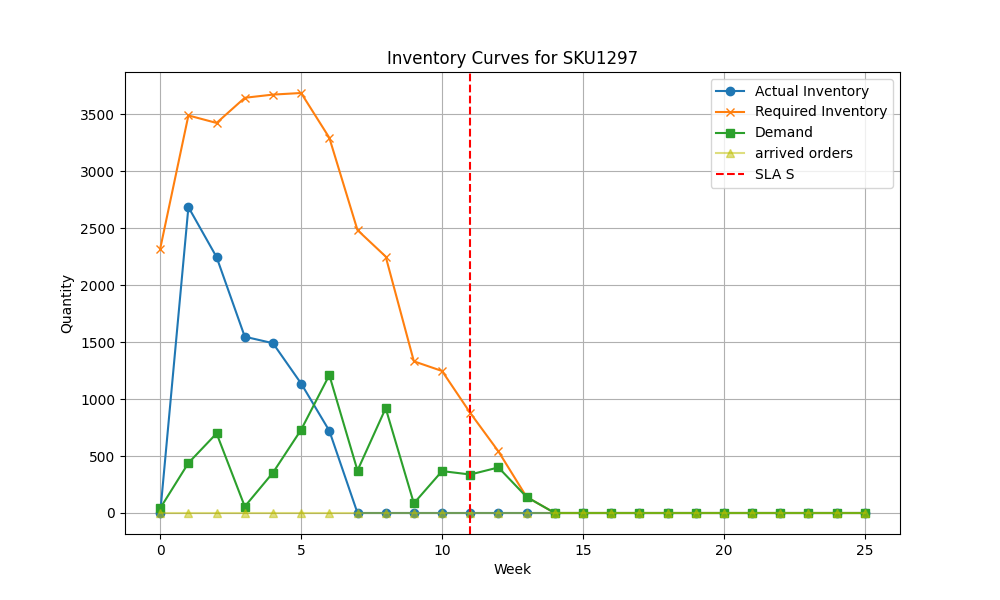 Inventory Curves for SKU1297
Actual Inventory
Required Inventory
Demand
arrived orders
SLA S
Quantity
3500
3000
2500
2000
1500
1000
500
0
0 5 10 15 20 25
Week